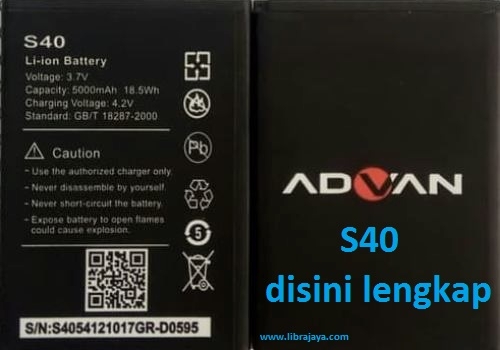 S40
Li-ion Battery
Voltage: 3.7V
Capacity: 5000mAh 18.5Wh
Charging Voltage: 4.2V
Standard: GB/T 18287-2000
Caution
- Use the authorized charger only.
- Never disassemble by yourself.
- Never short-circuit the battery.
- Expose battery to open flames
could cause explosion.
Pb
5
S/N:S4054121017GR-D0595
ADVAN
S40
disini lengkap
www.librajaya.com